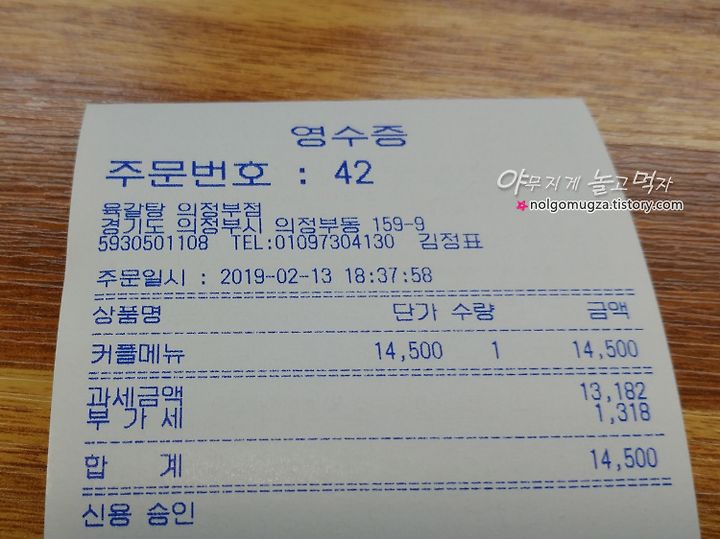 영수증
주문번호 : 42
야무지게 놀고먹자
nolgomugza.tistory.com
육갈탕 의정부점
경기도 의정부시 의정부동 159-9
5930501108 TEL:01097304130 김정표
주문일시 : 2019-02-13 18:37:58
상품명 단가 수량 금액
커플메뉴 14,500 1 14,500
과세금액 13,182
부 가 세 1,318
합 계 14,500
신용 승인